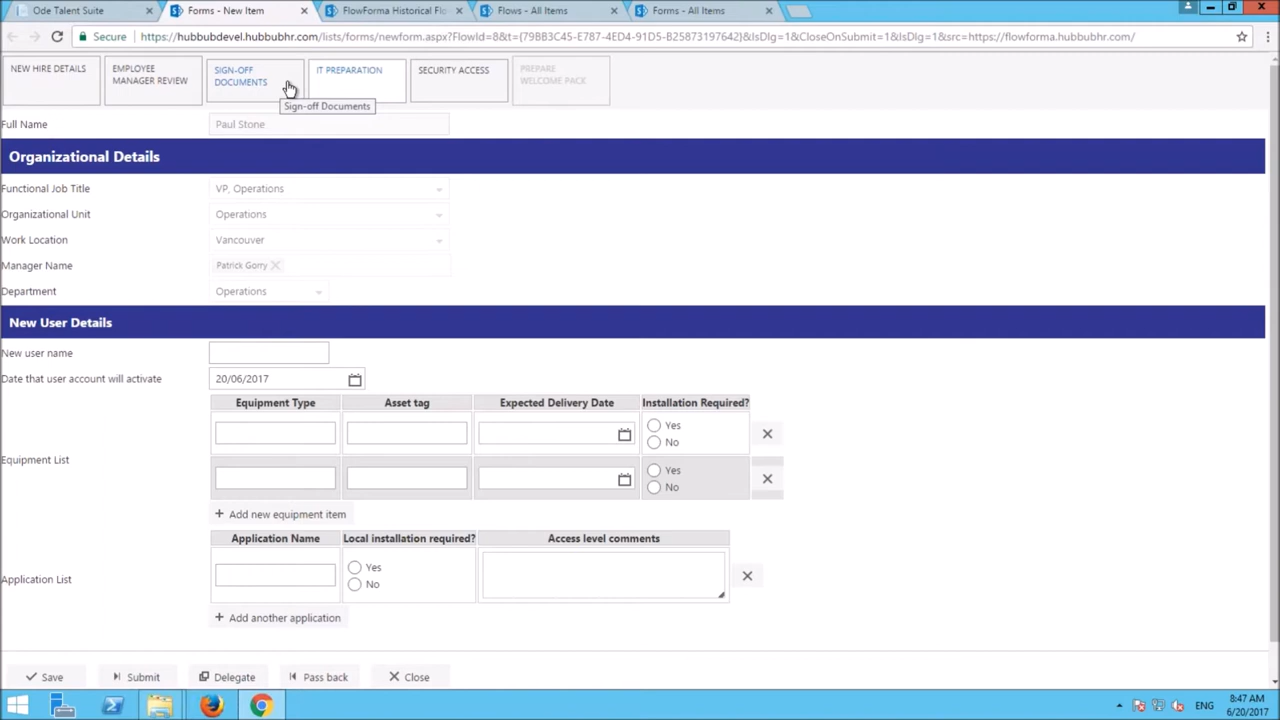 Ode Talent Suite
Forms - New Item
FlowForma Historical Flo
Flows - All Items
Forms - All Items
Secure
https://hubbubdevel.hubbubhr.com/lists/forms/newform.aspx?FlowId=8&t={79BB3C45-E787-4ED4-91D5-B25873197642}&IsDlg=1&CloseOnSubmit=1&IsDlg=1&src=https://flowforma.hubbubhr.com/
NEW HIRE DETAILS
EMPLOYEE
MANAGER REVIEW
SIGN-OFF
DOCUMENTS
IT PREPARATION
SECURITY ACCESS
PREPARE
WELCOME PACK
Sign-off Documents
Full Name Paul Stone
Organizational Details
Functional Job Title VP, Operations
Organizational Unit Operations
Work Location Vancouver
Manager Name Patrick Gorry
Department Operations
New User Details
New user name
Date that user account will activate 20/06/2017
Equipment Type Asset tag Expected Delivery Date Installation Required?
Yes
No
Equipment List
Yes
No
+ Add new equipment item
Application Name Local installation required? Access level comments
Yes
Application List
No
+ Add another application
Save Submit Delegate Pass back Close
ENG
8:47 AM
6/20/2017